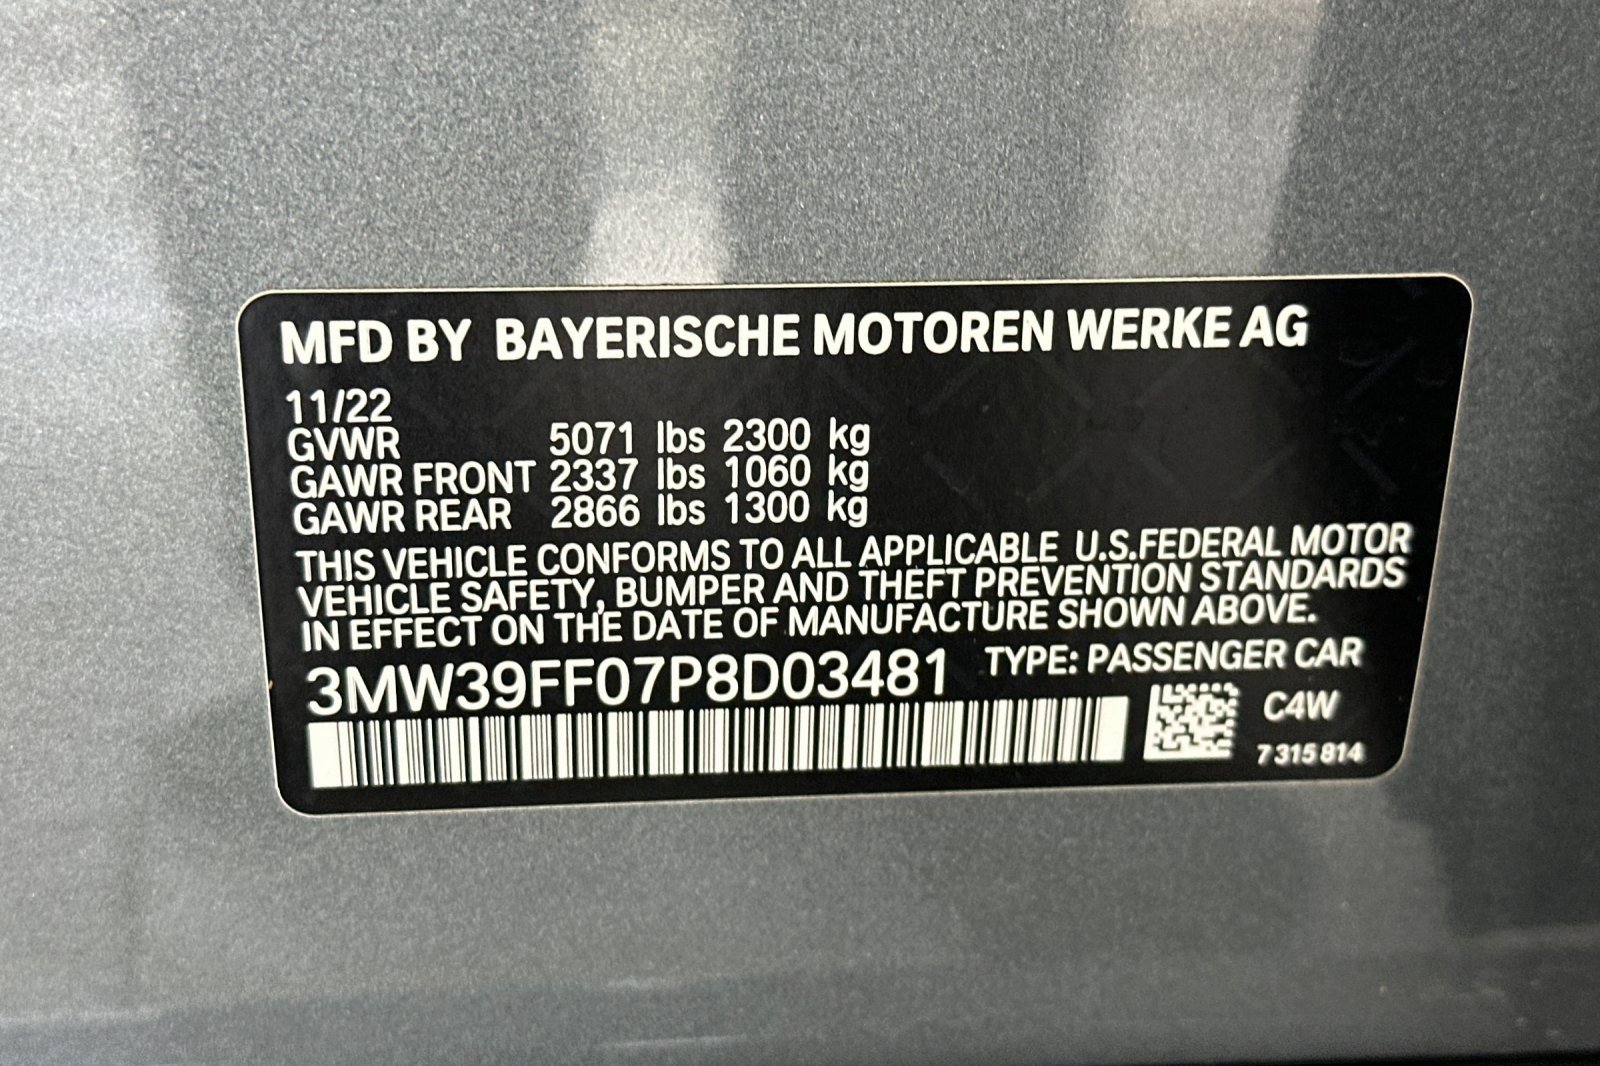 MFD BY BAYERISCHE MOTOREN WERKE AG
11/22
GVWR 5071 lbs 2300 kg
GAWR FRONT 2337 lbs 1060 kg
GAWR REAR 2866 lbs 1300 kg
THIS VEHICLE CONFORMS TO ALL APPLICABLE U.S.FEDERAL MOTOR
VEHICLE SAFETY, BUMPER AND THEFT PREVENTION STANDARDS
IN EFFECT ON THE DATE OF MANUFACTURE SHOWN ABOVE.
3MW39FF07P8D03481 TYPE: PASSENGER CAR
C4W
7 315 814